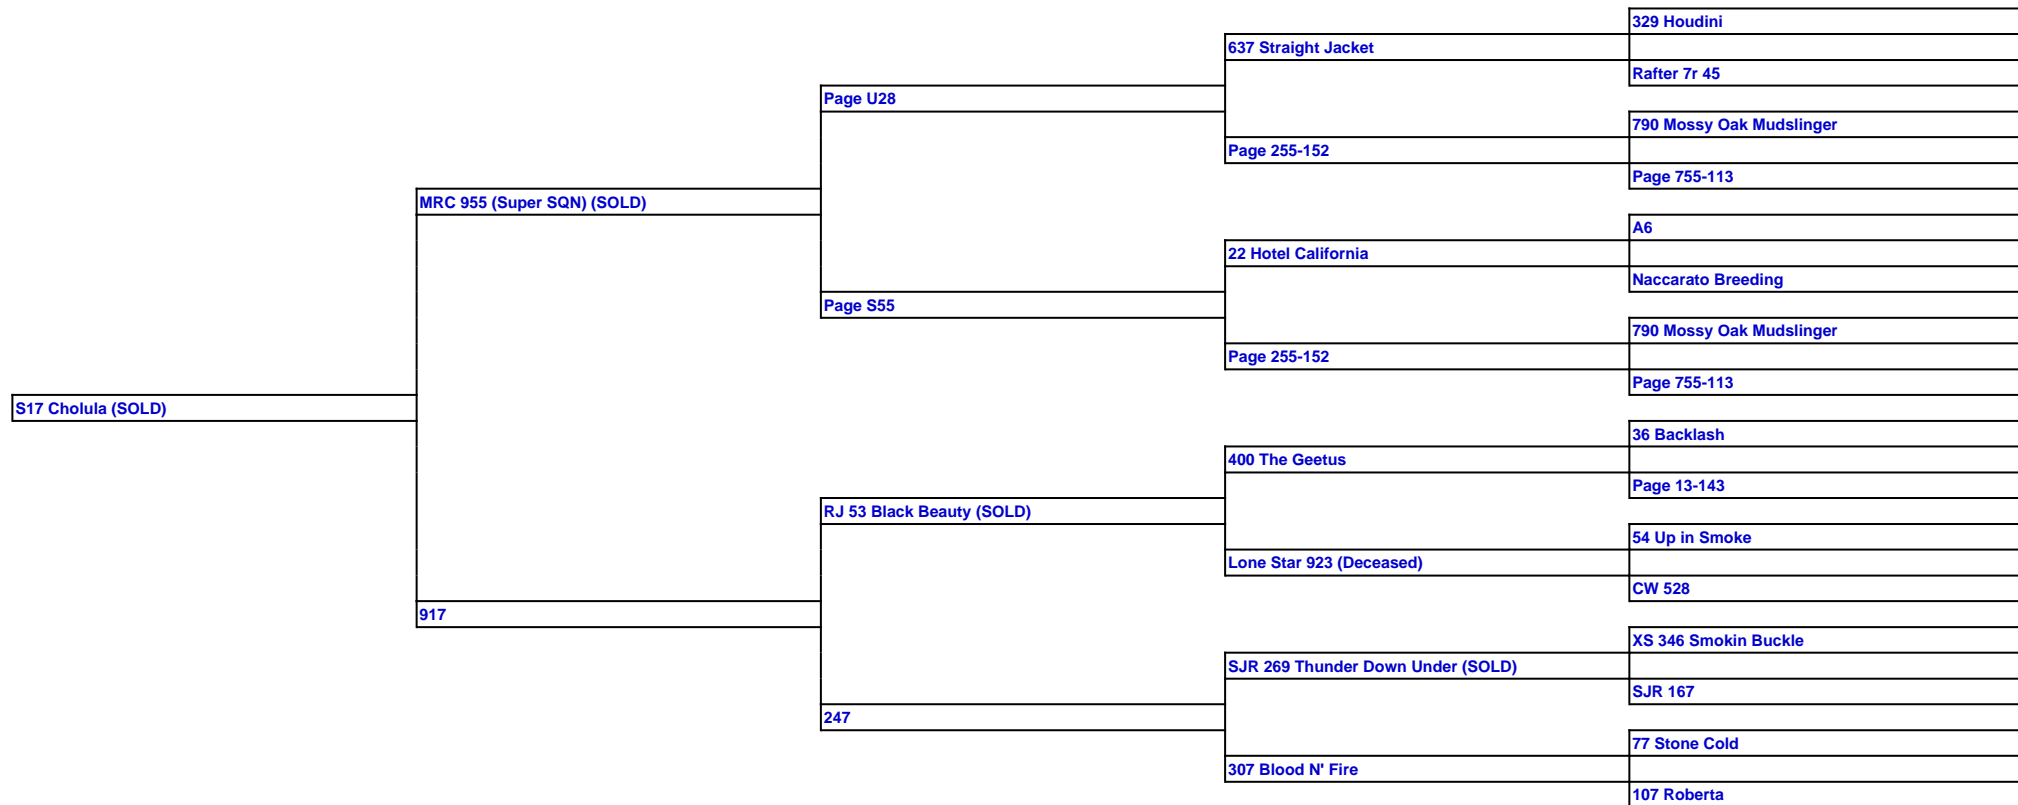 329 Houdini
637 Straight Jacket
Rafter 7r 45
Page U28
790 Mossy Oak Mudslinger
Page 255-152
Page 755-113
MRC 955 (Super SQN) (SOLD)
A6
22 Hotel California
Naccarato Breeding
Page S55
790 Mossy Oak Mudslinger
Page 255-152
Page 755-113
S17 Cholula (SOLD)
36 Backlash
400 The Geetus
Page 13-143
RJ 53 Black Beauty (SOLD)
54 Up in Smoke
Lone Star 923 (Deceased)
CW 528
917
XS 346 Smokin Buckle
SJR 269 Thunder Down Under (SOLD)
SJR 167
247
77 Stone Cold
307 Blood N' Fire
107 Roberta